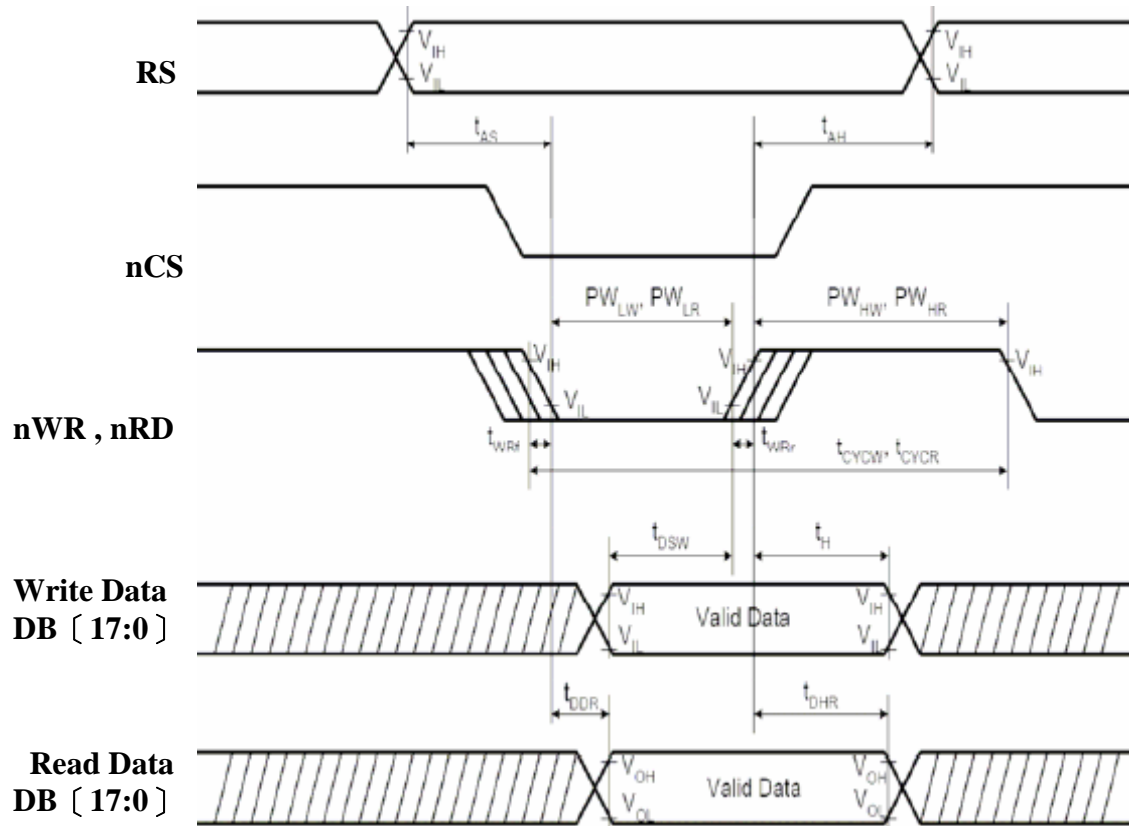 RS
V_IH
V_IL
V_IH
V_IL
t_AS
t_AH
nCS
PW_LW, PW_LR
PW_HW, PW_HR
nWR , nRD
V_IH
V_IL
V_IH
V_IL
V_IH
t_WRf
t_WRr
t_CYCW, t_CYCR
t_DSW
t_H
Write Data
DB〔17:0〕
V_IH
V_IL
Valid Data
V_IH
V_IL
t_DDR
t_DHR
Read Data
DB〔17:0〕
V_OH
V_OL
Valid Data
V_OH
V_OL